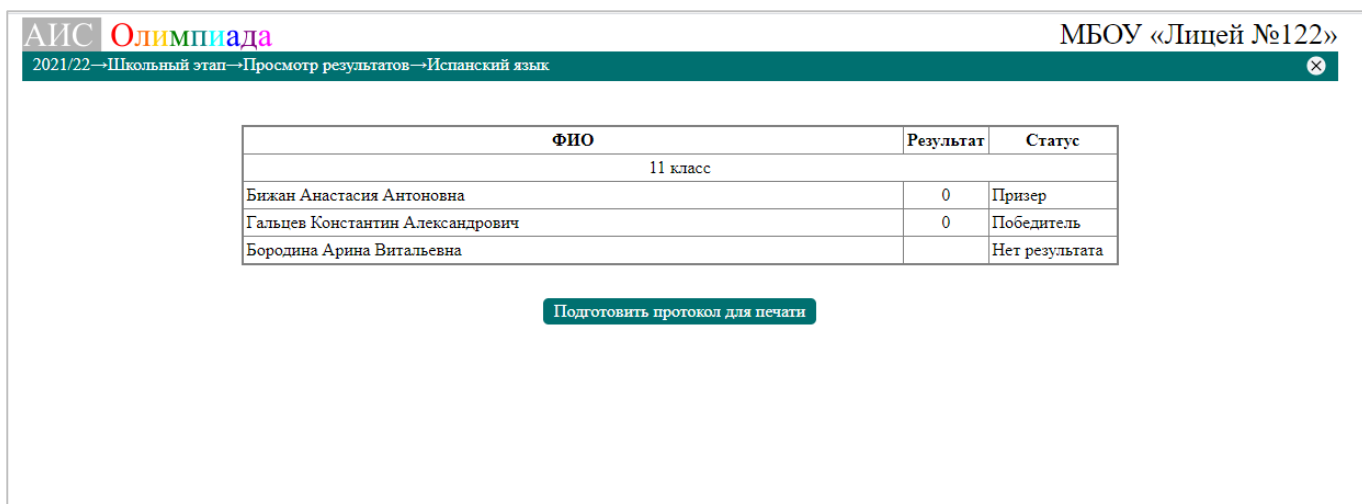 АИС Олимпиада МБОУ «Лицей №122»
2021/22→Школьный этап→Просмотр результатов→Испанский язык
ФИО Результат Статус
11 класс
Бижан Анастасия Антоновна 0 Призер
Гальцев Константин Александрович 0 Победитель
Бородина Арина Витальевна Нет результата
Подготовить протокол для печати